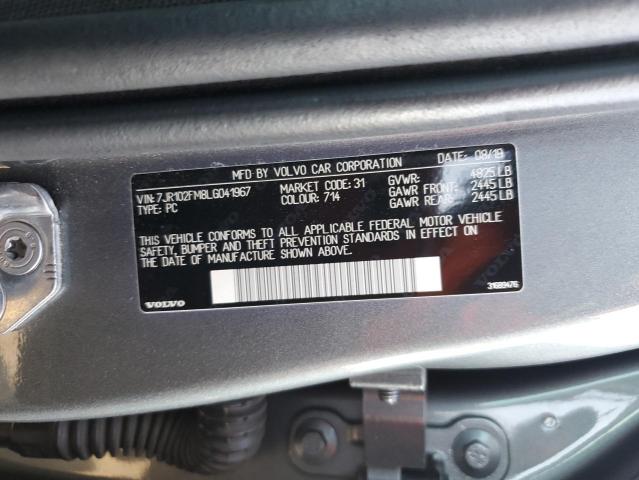 MFD BY VOLVO CAR CORPORATION DATE: 08/19
VIN: 7JR102FM8LG041967 MARKET CODE: 31 GVWR: 4825 LB
TYPE: PC COLOUR: 714 GAWR FRONT: 2445 LB
GAWR REAR: 2445 LB
THIS VEHICLE CONFORMS TO ALL APPLICABLE FEDERAL MOTOR VEHICLE
SAFETY, BUMPER AND THEFT PREVENTION STANDARDS IN EFFECT ON
THE DATE OF MANUFACTURE SHOWN ABOVE.
VOLVO 31689476